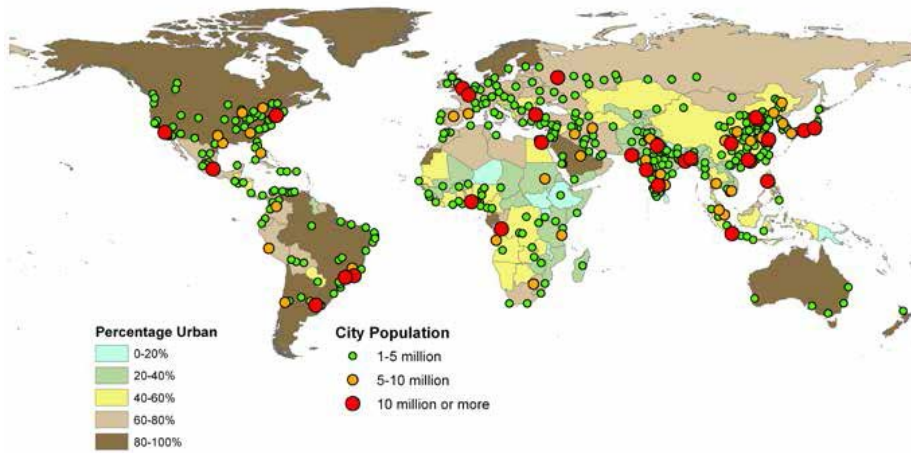 Percentage Urban
0-20%
20-40%
40-60%
60-80%
80-100%
City Population
1-5 million
5-10 million
10 million or more